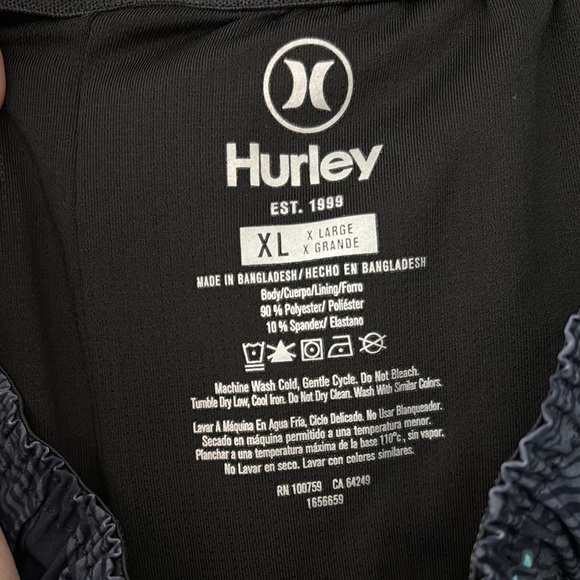 Hurley
EST. 1999
XL X LARGE
X GRANDE
MADE IN BANGLADESH/HECHO EN BANGLADESH
Body/Cuerpo/Lining/Forro
90 % Polyester/ Poliéster
10 % Spandex/ Elastano
Machine Wash Cold, Gentle Cycle. Do Not Bleach.
Tumble Dry Low, Cool Iron. Do Not Dry Clean. Wash With Similar Colors.
Lavar A Máquina En Agua Fría, Ciclo Delicado. No Usar Blanqueador.
Secado en máquina permitido a una temperatura menor.
Planchar a una temperatura máxima de la base 110°c, sin vapor.
No Lavar en seco. Lavar con colores similares.
RN 100759 CA 64249
1656659